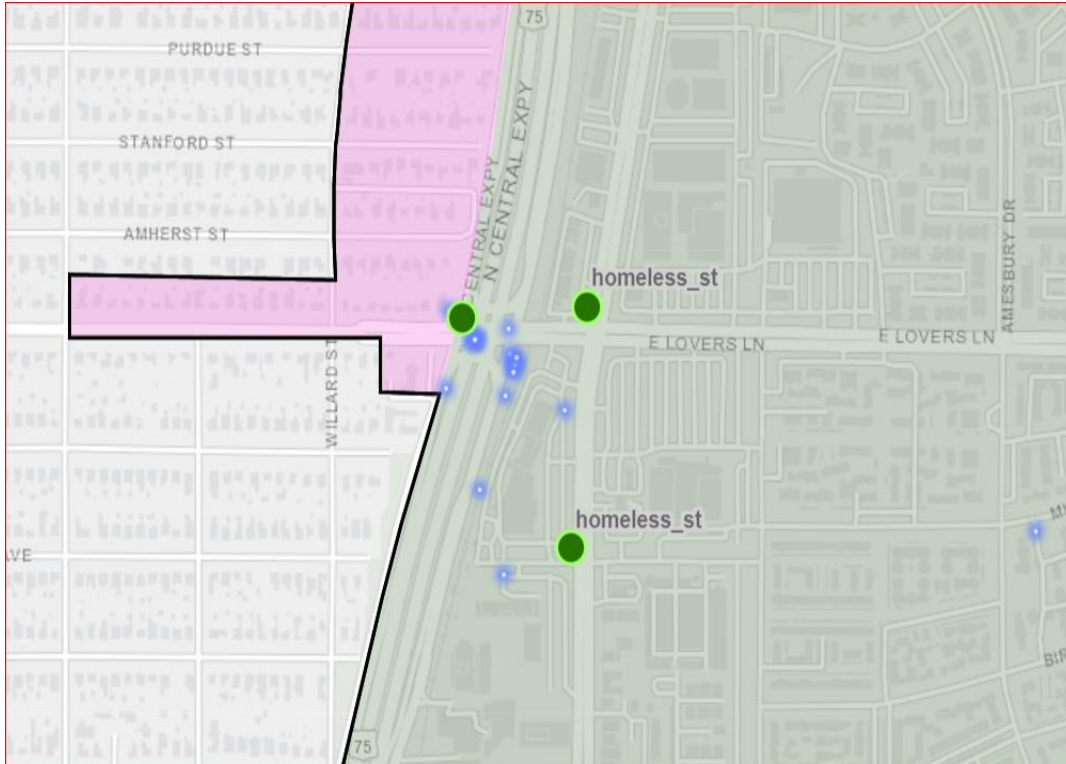 75
PURDUE ST
STANFORD ST
CENTRAL EXPY
N CENTRAL EXPY
AMHERST ST
AMESBURY DR
homeless_st
E LOVERS LN
E LOVERS LN
WILLARD ST
homeless_st
AVE
75